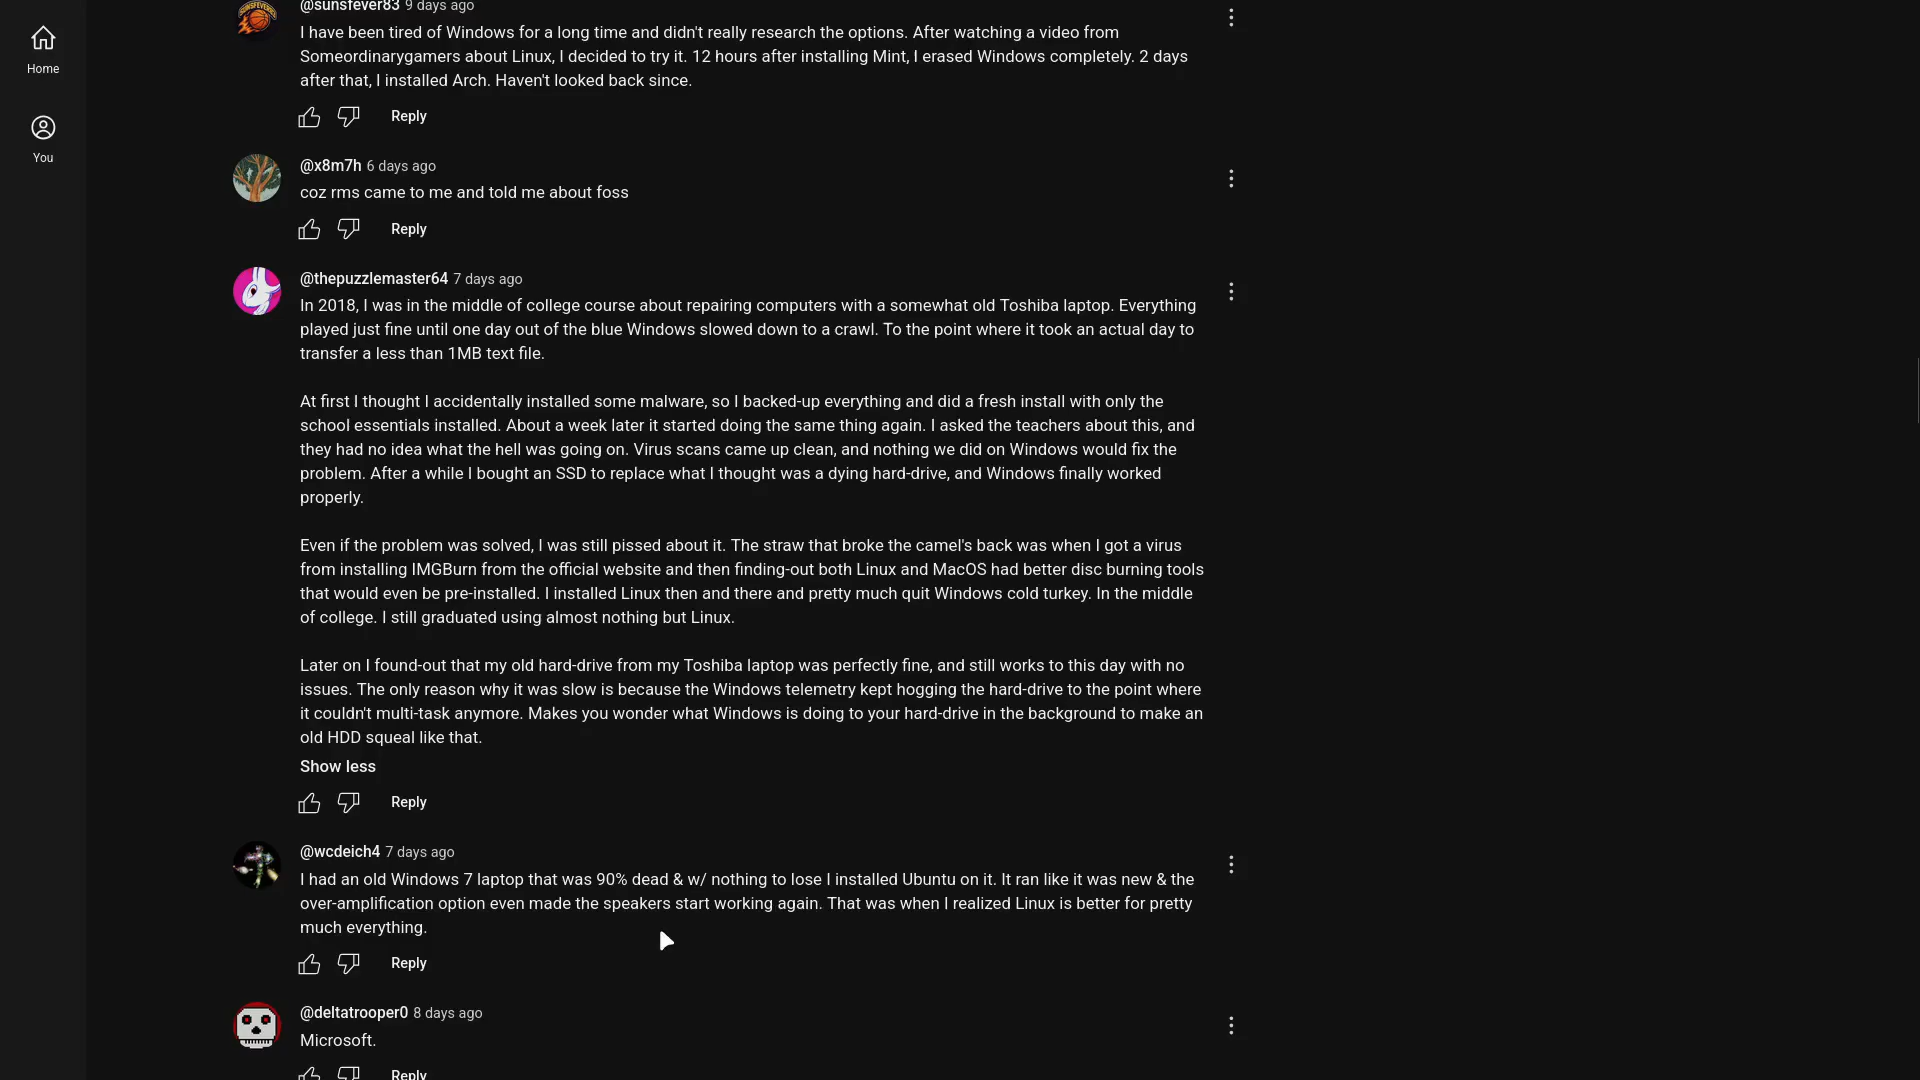 @sunsfever83 9 days ago
I have been tired of Windows for a long time and didn't really research the options. After watching a video from
Someordinarygamers about Linux, I decided to try it. 12 hours after installing Mint, I erased Windows completely. 2 days
after that, I installed Arch. Haven't looked back since.
Reply
Home
You
@x8m7h 6 days ago
coz rms came to me and told me about foss
Reply
@thepuzzlemaster64 7 days ago
In 2018, I was in the middle of college course about repairing computers with a somewhat old Toshiba laptop. Everything
played just fine until one day out of the blue Windows slowed down to a crawl. To the point where it took an actual day to
transfer a less than 1MB text file.
At first I thought I accidentally installed some malware, so I backed-up everything and did a fresh install with only the
school essentials installed. About a week later it started doing the same thing again. I asked the teachers about this, and
they had no idea what the hell was going on. Virus scans came up clean, and nothing we did on Windows would fix the
problem. After a while I bought an SSD to replace what I thought was a dying hard-drive, and Windows finally worked
properly.
Even if the problem was solved, I was still pissed about it. The straw that broke the camel's back was when I got a virus
from installing IMGBurn from the official website and then finding-out both Linux and MacOS had better disc burning tools
that would even be pre-installed. I installed Linux then and there and pretty much quit Windows cold turkey. In the middle
of college. I still graduated using almost nothing but Linux.
Later on I found-out that my old hard-drive from my Toshiba laptop was perfectly fine, and still works to this day with no
issues. The only reason why it was slow is because the Windows telemetry kept hogging the hard-drive to the point where
it couldn't multi-task anymore. Makes you wonder what Windows is doing to your hard-drive in the background to make an
old HDD squeal like that.
Show less
Reply
@wcdeich4 7 days ago
I had an old Windows 7 laptop that was 90% dead & w/ nothing to lose I installed Ubuntu on it. It ran like it was new & the
over-amplification option even made the speakers start working again. That was when I realized Linux is better for pretty
much everything.
Reply
@deltatrooper0 8 days ago
Microsoft.
Reply